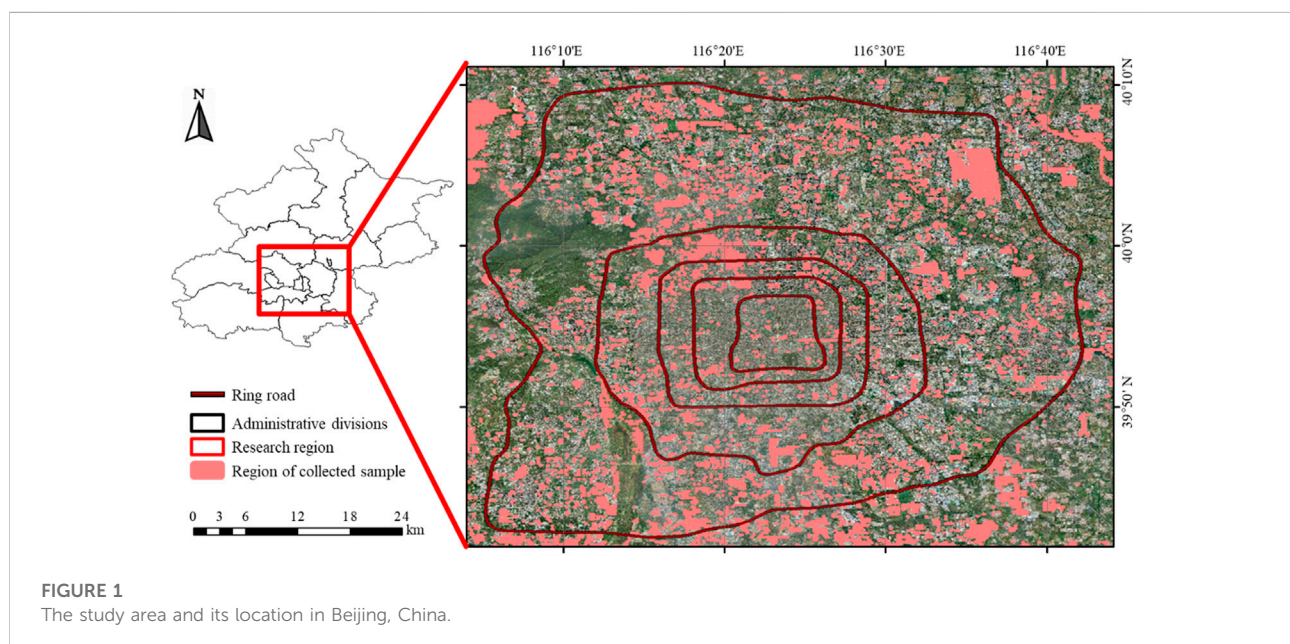 116°10'E 116°20'E 116°30'E 116°40'E
N
40°10'N
40°0'N
39°50' N
Ring road
Administrative divisions
Research region
Region of collected sample
0 3 6 12 18 24
km
FIGURE 1
The study area and its location in Beijing, China.